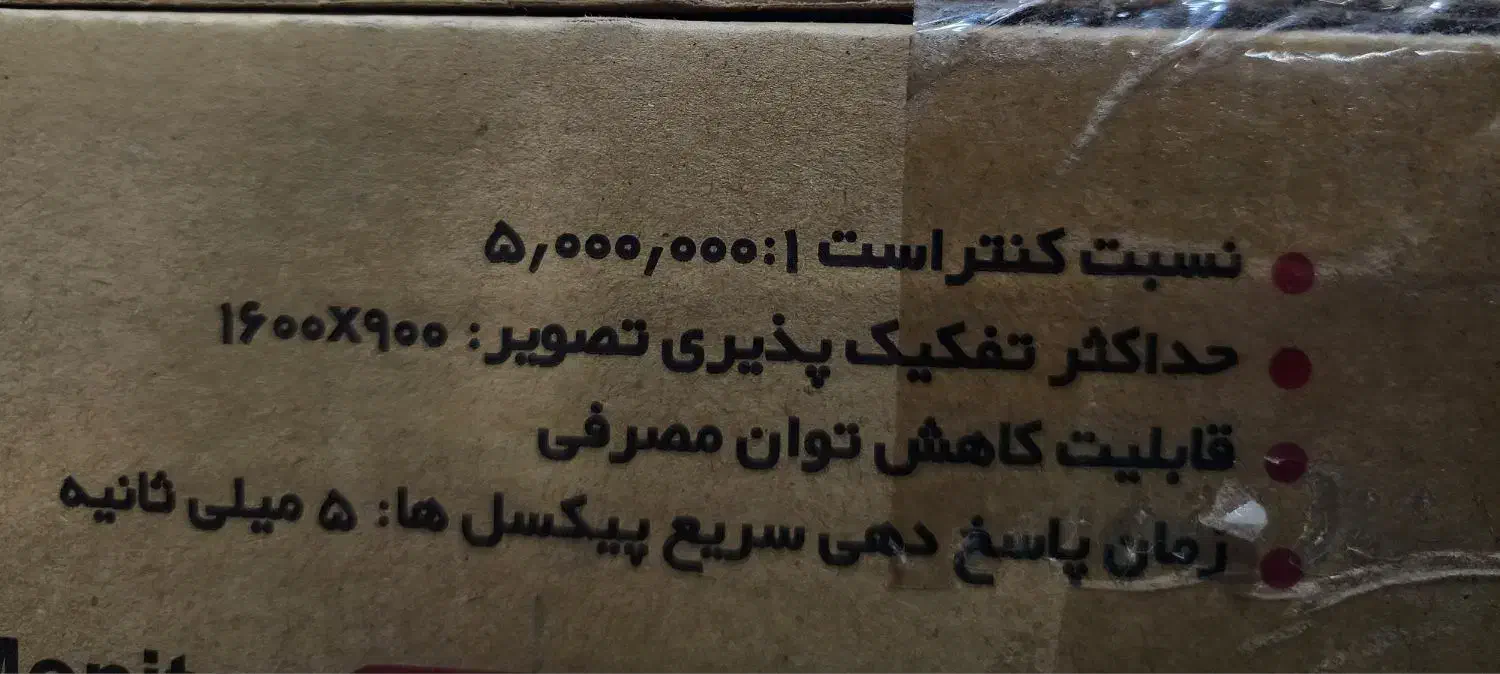 نسبت کنتراست ۵٫۰۰۰٫۰۰۰:۱
حداکثر تفکیک پذیری تصویر: ۱۶۰۰X۹۰۰
قابلیت کاهش توان مصرفی
زمان پاسخ دهی سریع پیکسل ها: ۵ میلی ثانیه